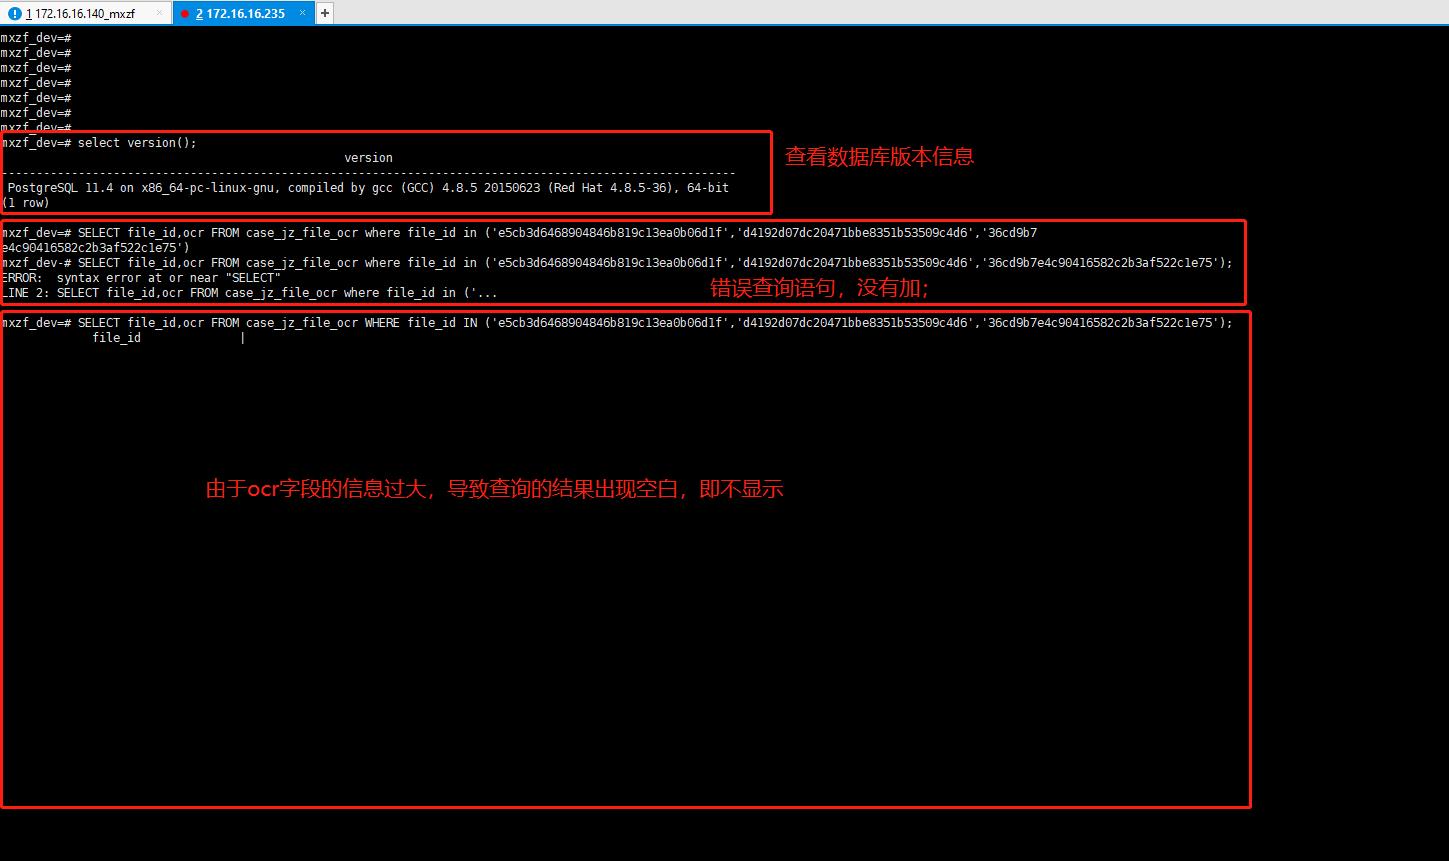 1 172.16.16.140_mxzf × 2 172.16.16.235 × +
mxzf_dev=#
mxzf_dev=#
mxzf_dev=#
mxzf_dev=#
mxzf_dev=#
mxzf_dev=#
mxzf_dev=#
mxzf_dev=# select version();
version
查看数据库版本信息
---------------------------------------------------------------------------------------------------------
PostgreSQL 11.4 on x86_64-pc-linux-gnu, compiled by gcc (GCC) 4.8.5 20150623 (Red Hat 4.8.5-36), 64-bit
(1 row)
mxzf_dev=# SELECT file_id,ocr FROM case_jz_file_ocr where file_id in ('e5cb3d6468904846b819c13ea0b06d1f','d4192d07dc20471bbe8351b53509c4d6','36cd9b7
e4c90416582c2b3af522c1e75')
mxzf_dev-# SELECT file_id,ocr FROM case_jz_file_ocr where file_id in ('e5cb3d6468904846b819c13ea0b06d1f','d4192d07dc20471bbe8351b53509c4d6','36cd9b7e4c90416582c2b3af522c1e75');
ERROR:  syntax error at or near "SELECT"
LINE 2: SELECT file_id,ocr FROM case_jz_file_ocr where file_id in ('...
错误查询语句，没有加；
mxzf_dev=# SELECT file_id,ocr FROM case_jz_file_ocr WHERE file_id IN ('e5cb3d6468904846b819c13ea0b06d1f','d4192d07dc20471bbe8351b53509c4d6','36cd9b7e4c90416582c2b3af522c1e75');
file_id |
由于ocr字段的信息过大，导致查询的结果出现空白，即不显示